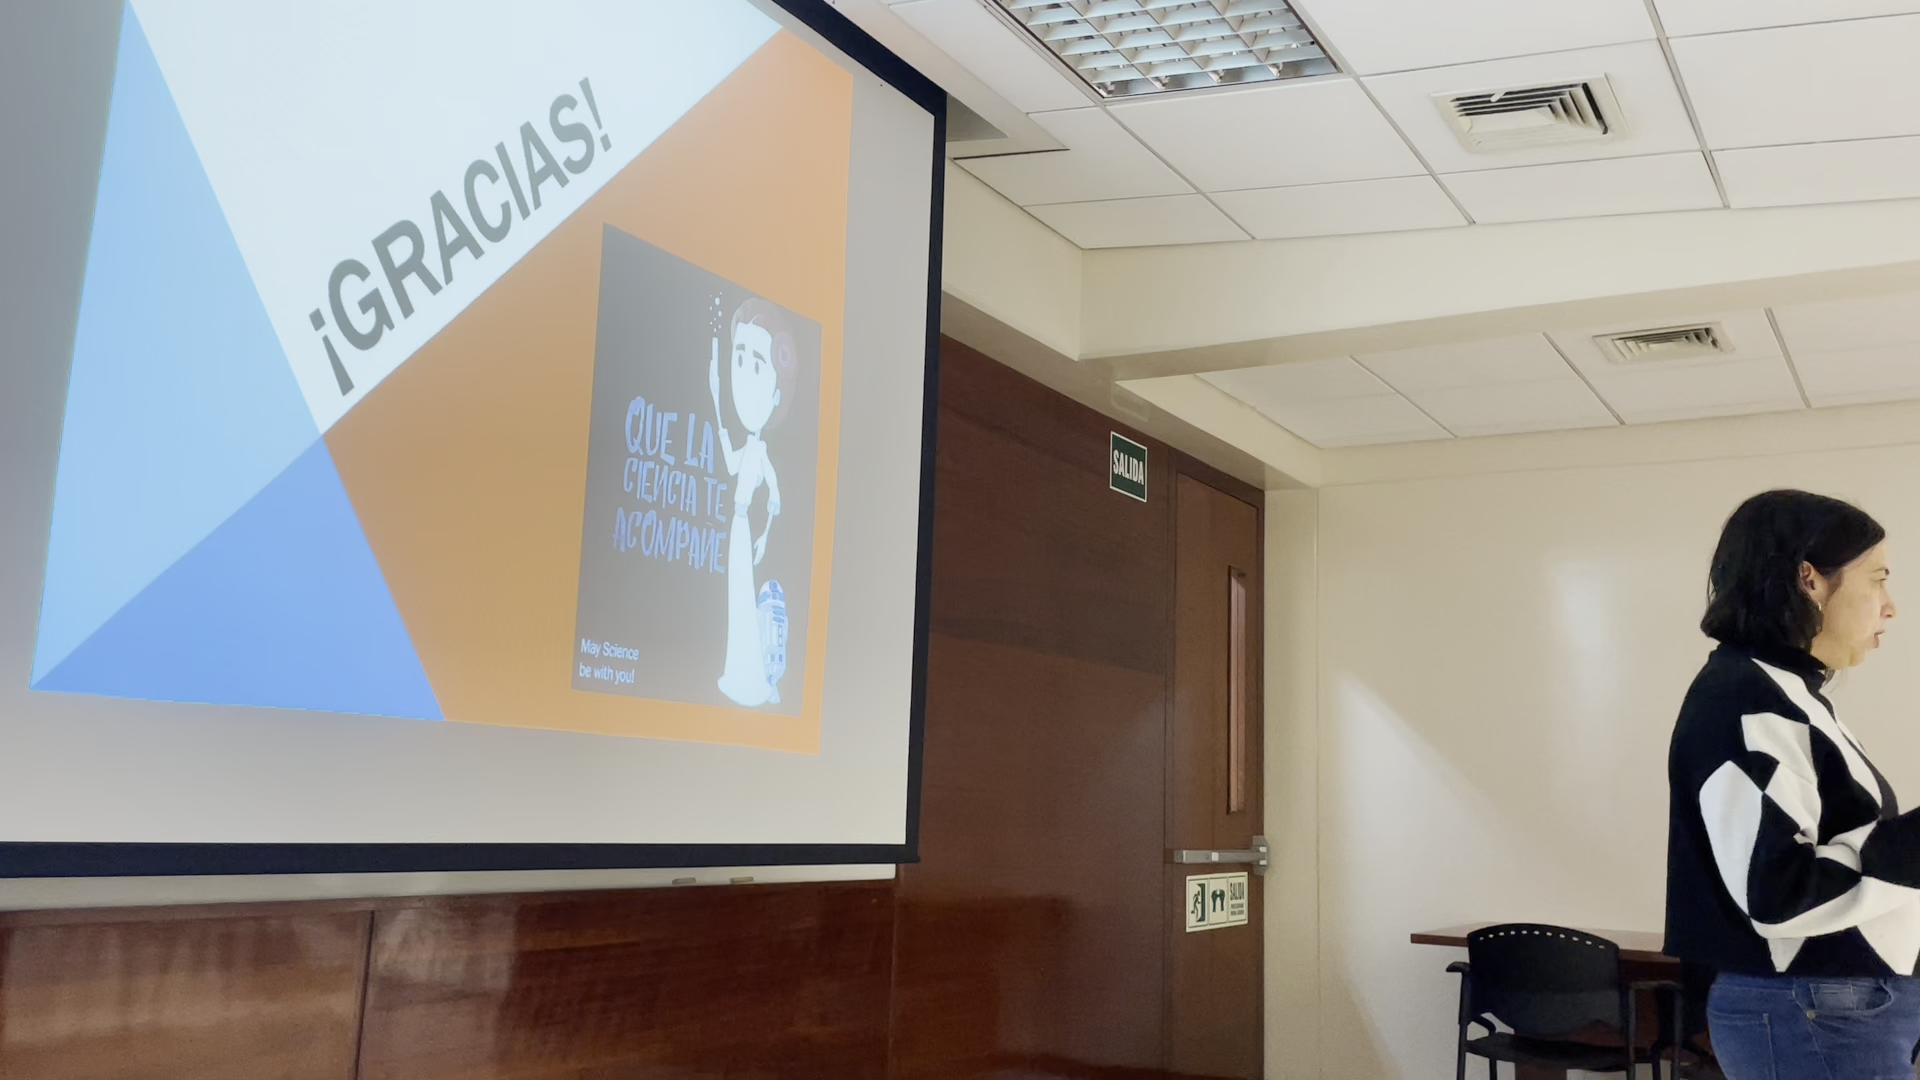 ¡GRACIAS!
QUE LA
CIENCIA TE
ACOMPAÑE
May Science
be with you!
SALIDA
SALIDA